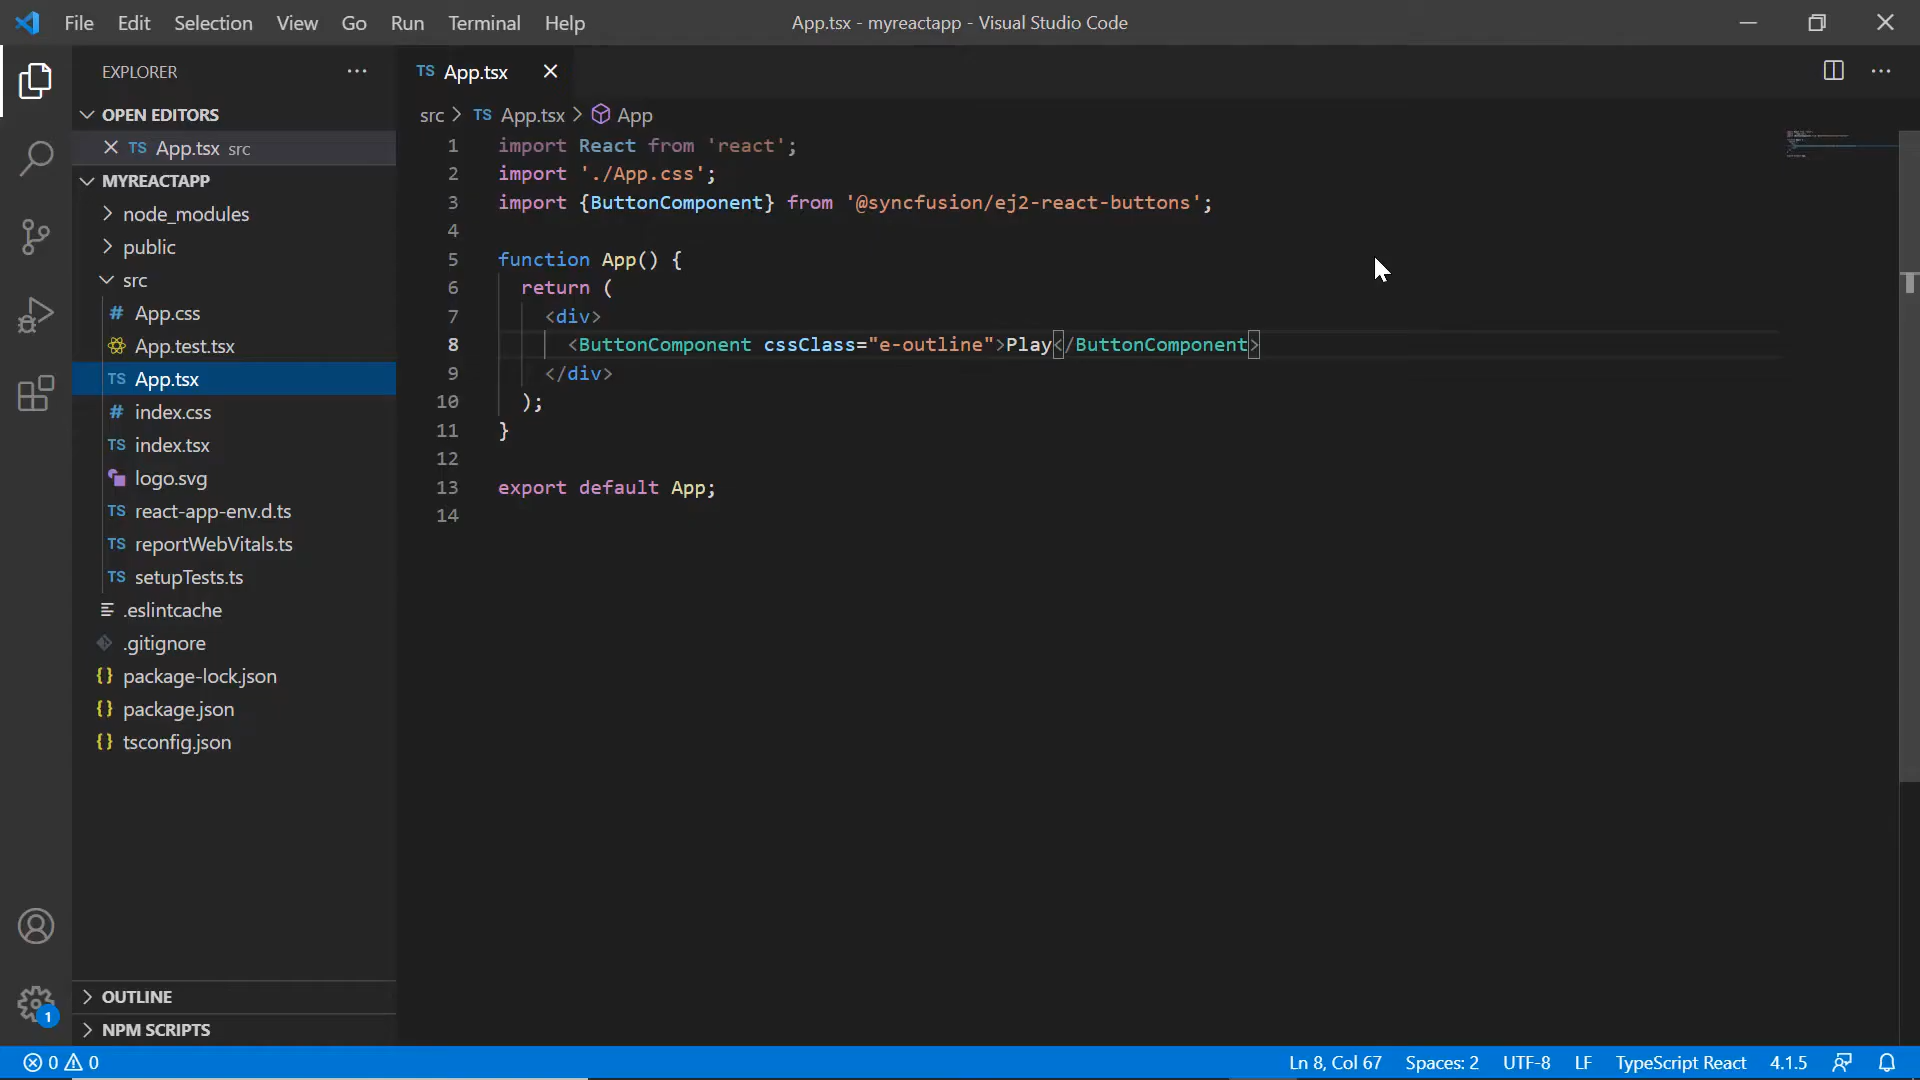 File Edit Selection View Go Run Terminal Help App.tsx - myreactapp - Visual Studio Code
EXPLORER
TS App.tsx
OPEN EDITORS
TS App.tsx src
src TS App.tsx App
MYREACTAPP
node_modules
public
src
# App.css
App.test.tsx
TS App.tsx
# index.css
TS index.tsx
logo.svg
TS react-app-env.d.ts
TS reportWebVitals.ts
TS setupTests.ts
.eslintcache
.gitignore
{} package-lock.json
{} package.json
{} tsconfig.json
OUTLINE
NPM SCRIPTS
1
1 import React from 'react';
2 import './App.css';
3 import {ButtonComponent} from '@syncfusion/ej2-react-buttons';
4
5 function App() {
6 return (
7 <div>
8 <ButtonComponent cssClass="e-outline">Play</ButtonComponent>
9 </div>
10 );
11 }
12
13 export default App;
14
0 0 Ln 8, Col 67 Spaces: 2 UTF-8 LF TypeScript React 4.1.5